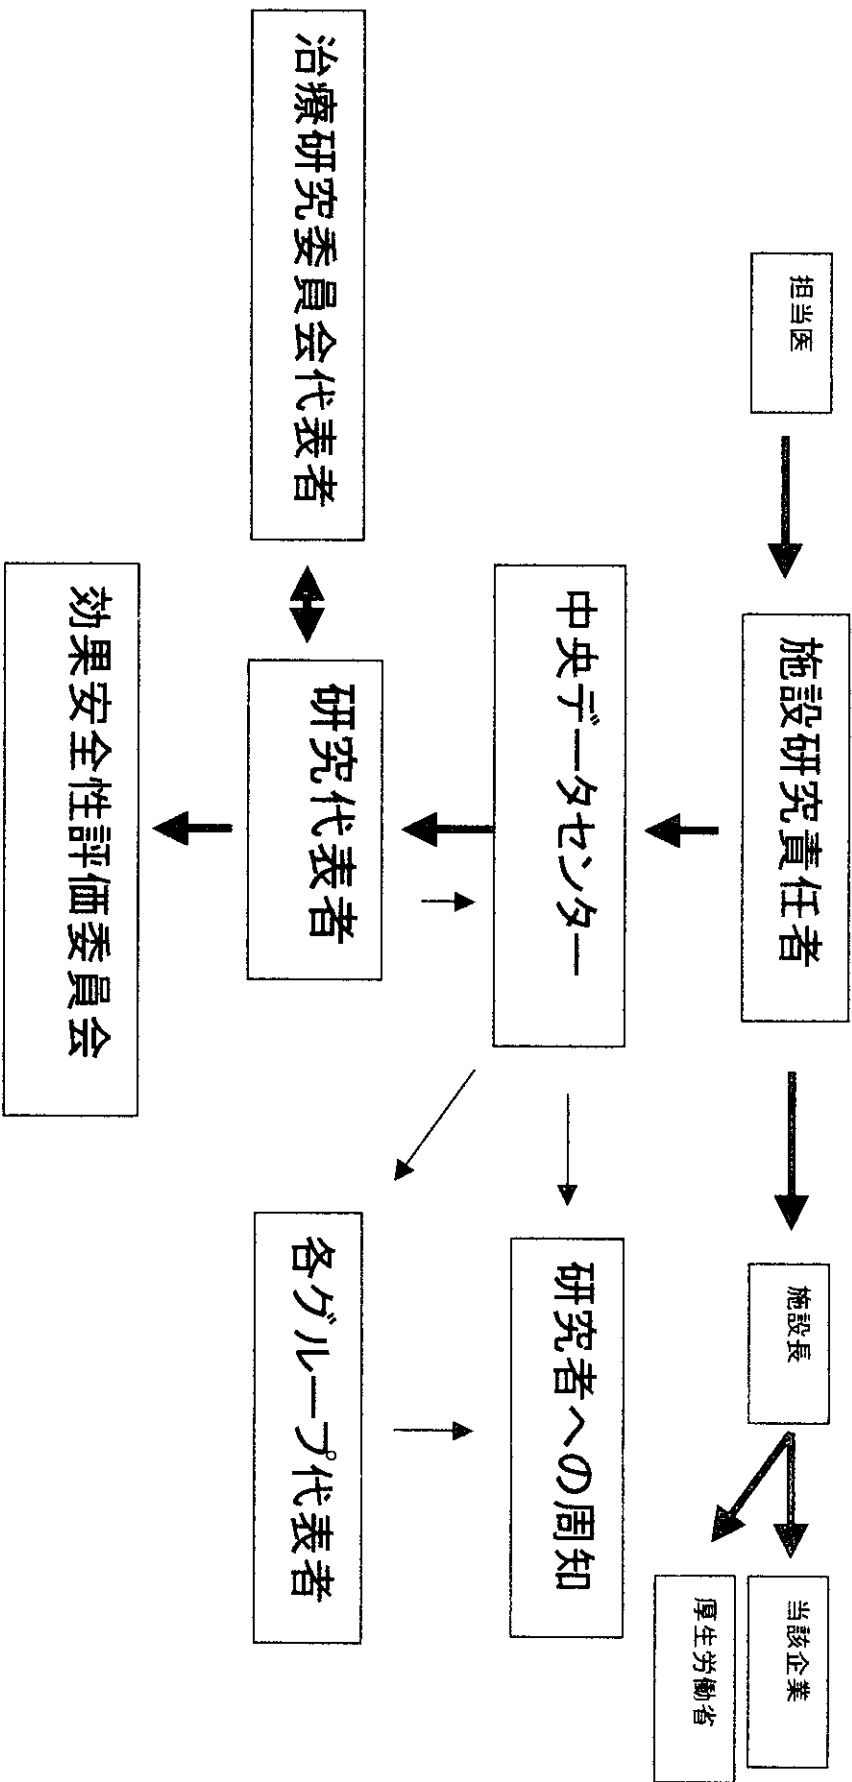 担当医
施設研究責任者
施設長
当該企業
厚生労働省
中央データセンター
研究者への周知
治療研究委員会代表者
研究代表者
各グループ代表者
効果安全性評価委員会